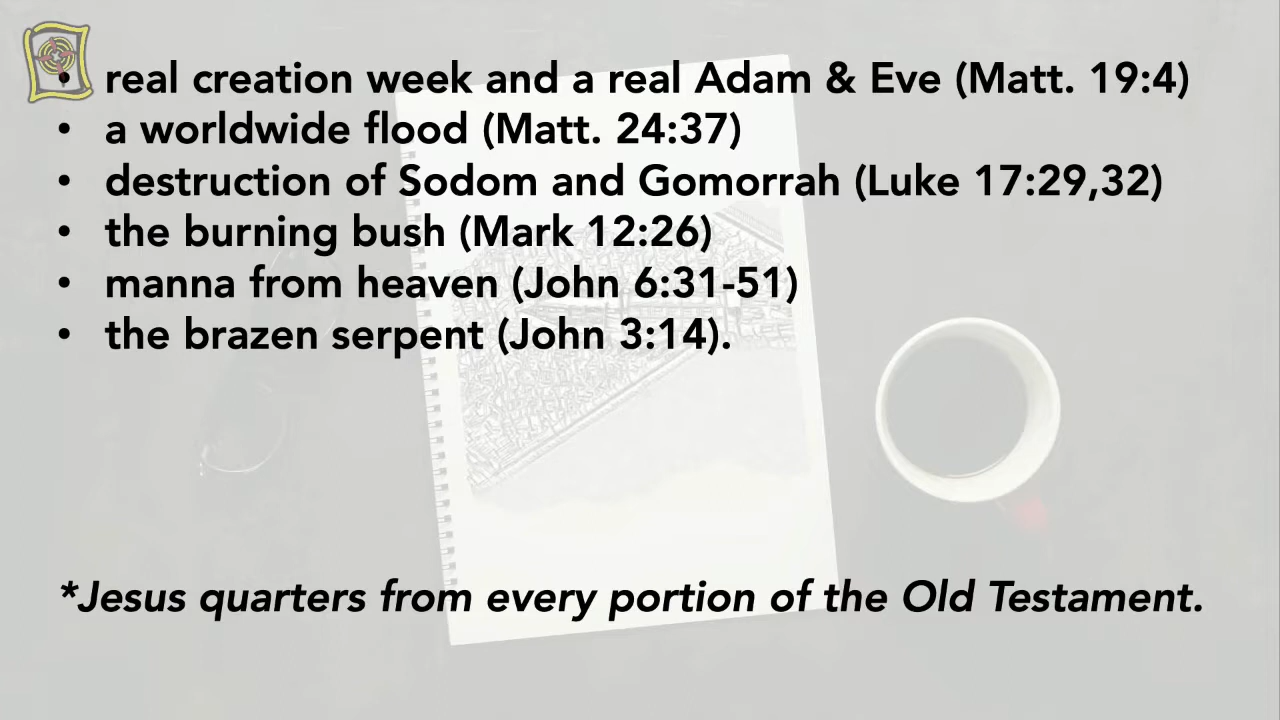 • real creation week and a real Adam & Eve (Matt. 19:4)
• a worldwide flood (Matt. 24:37)
• destruction of Sodom and Gomorrah (Luke 17:29,32)
• the burning bush (Mark 12:26)
• manna from heaven (John 6:31-51)
• the brazen serpent (John 3:14).
*Jesus quarters from every portion of the Old Testament.